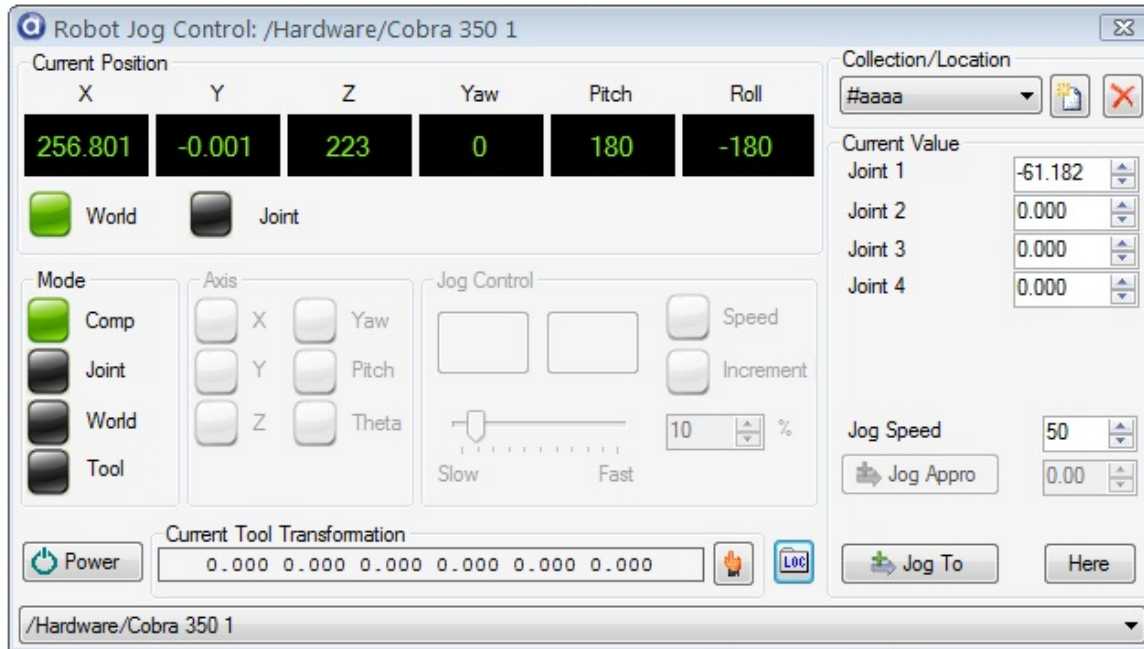 Robot Jog Control: /Hardware/Cobra 350 1
Current Position
X Y Z Yaw Pitch Roll
256.801 -0.001 223 0 180 -180
World Joint
Mode
Comp
Joint
World
Tool
Axis
X Yaw
Y Pitch
Z Theta
Jog Control
Speed
Increment
10 %
Slow Fast
Power
Current Tool Transformation
0.000 0.000 0.000 0.000 0.000 0.000
LOC
Collection/Location
#aaaa
Current Value
Joint 1 -61.182
Joint 2 0.000
Joint 3 0.000
Joint 4 0.000
Jog Speed 50
Jog Appro 0.00
Jog To Here
/Hardware/Cobra 350 1